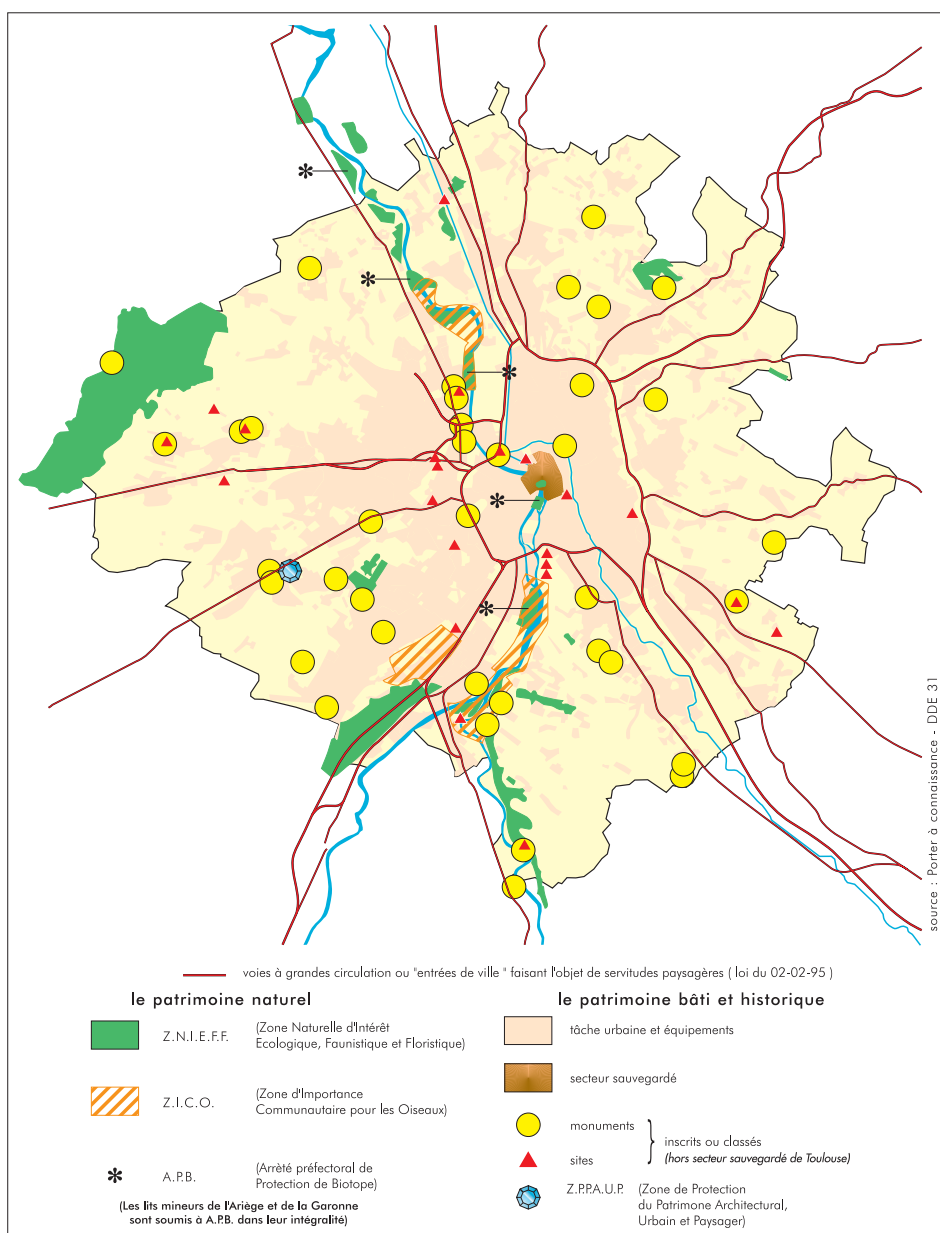 source : Porter à connaissance - DDE 31
voies à grandes circulation ou "entrées de ville " faisant l'objet de servitudes paysagères ( loi du 02-02-95 )
le patrimoine naturel
Z.N.I.E.F.F.
(Zone Naturelle d'Intérêt
Ecologique, Faunistique et Floristique)
Z.I.C.O.
(Zone d'Importance
Communautaire pour les Oiseaux)
A.P.B.
(Arrèté préfectoral de
Protection de Biotope)
(Les lits mineurs de l'Ariège et de la Garonne
sont soumis à A.P.B. dans leur intégralité)
le patrimoine bâti et historique
tâche urbaine et équipements
secteur sauvegardé
monuments
sites
inscrits ou classés
(hors secteur sauvegardé de Toulouse)
Z.P.P.A.U.P.
(Zone de Protection
du Patrimone Architectural,
Urbain et Paysager)